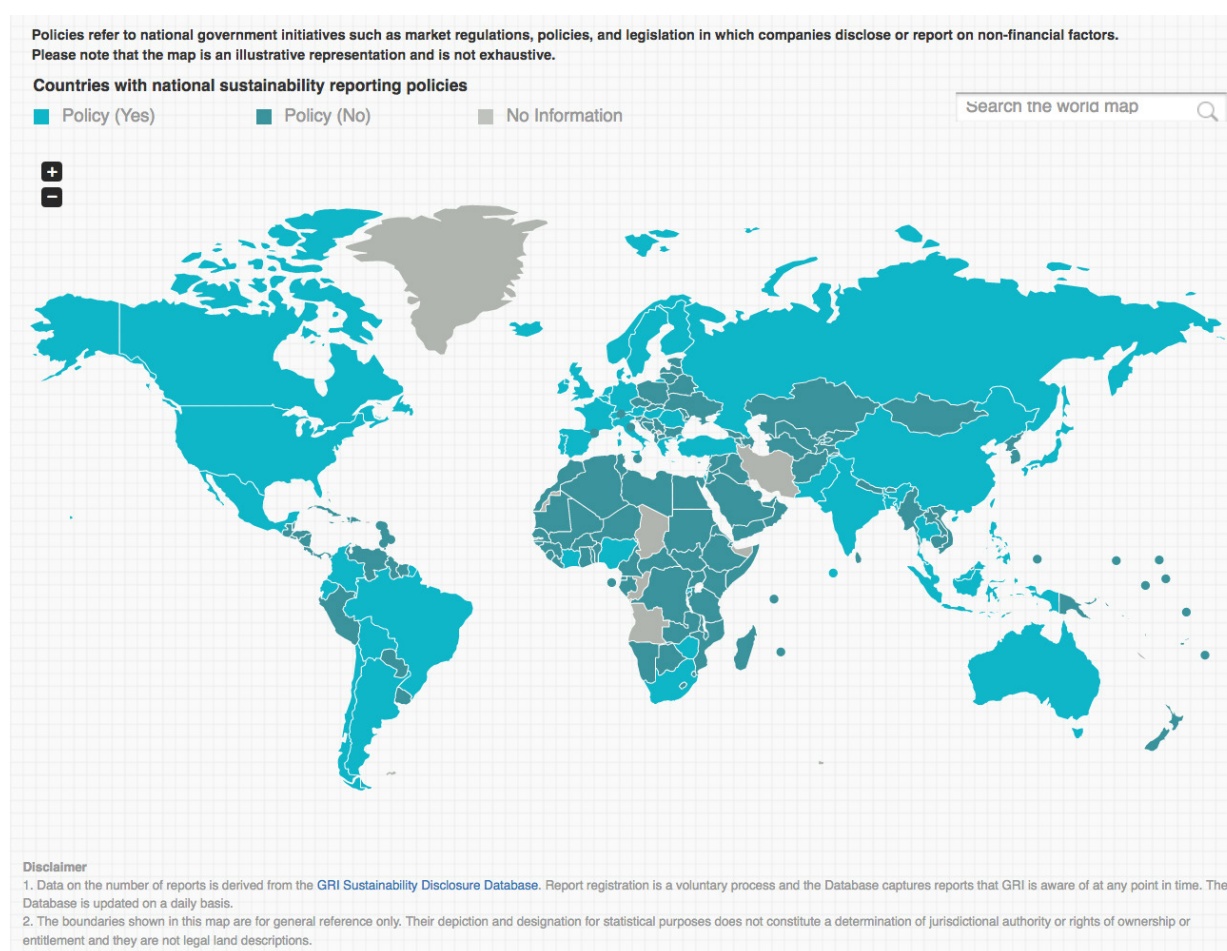 Policies refer to national government initiatives such as market regulations, policies, and legislation in which companies disclose or report on non-financial factors.
Please note that the map is an illustrative representation and is not exhaustive.
Countries with national sustainability reporting policies
Policy (Yes) Policy (No) No Information
Search the world map
+
−
Disclaimer
1. Data on the number of reports is derived from the GRI Sustainability Disclosure Database. Report registration is a voluntary process and the Database captures reports that GRI is aware of at any point in time. The
Database is updated on a daily basis.
2. The boundaries shown in this map are for general reference only. Their depiction and designation for statistical purposes does not constitute a determination of jurisdictional authority or rights of ownership or
entitlement and they are not legal land descriptions.